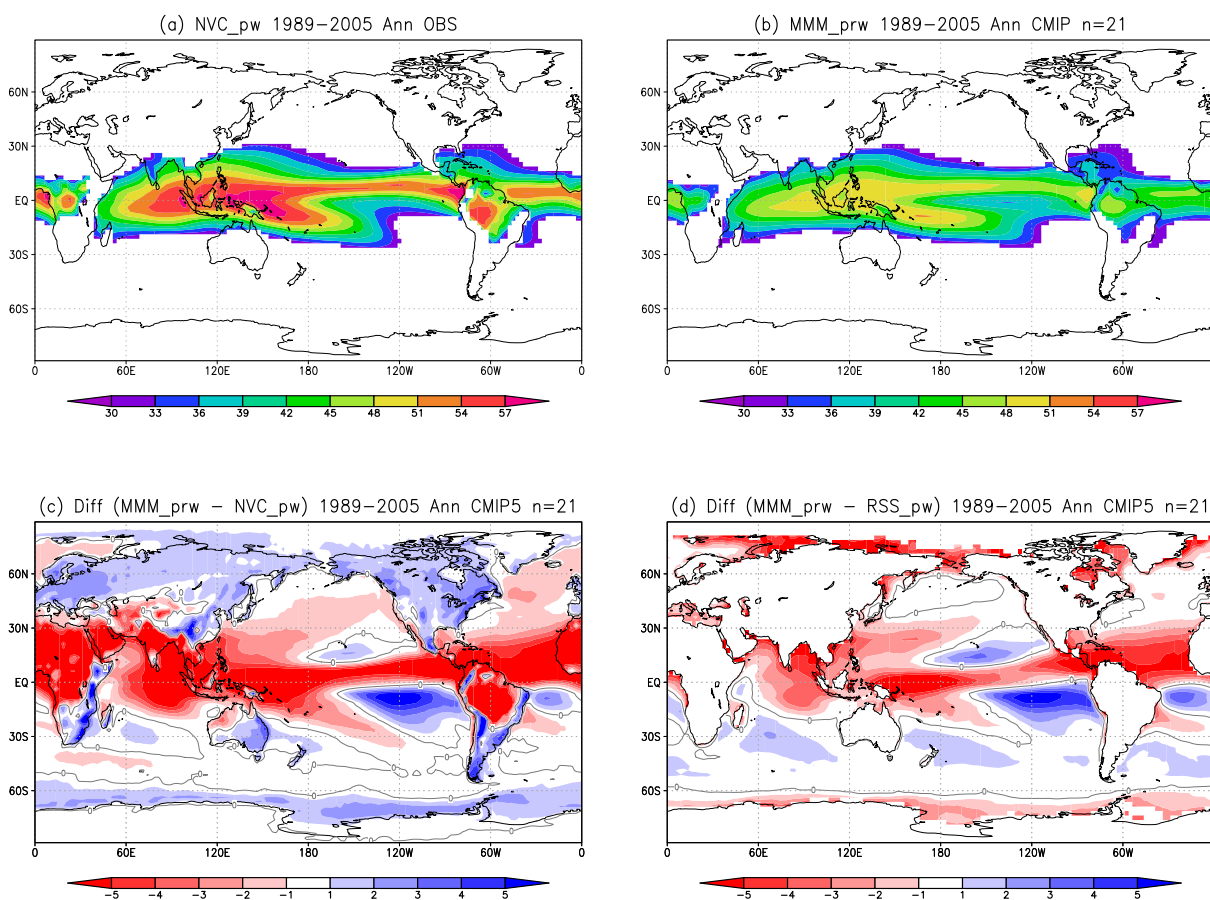 (a) NVC_pw 1989−2005 Ann OBS
(b) MMM_prw 1989−2005 Ann CMIP n=21
60N
30N
EQ
30S
60S
0 60E 120E 180 120W 60W 0
30 33 36 39 42 45 48 51 54 57
60N
30N
EQ
30S
60S
0 60E 120E 180 120W 60W
30 33 36 39 42 45 48 51 54 57
(c) Diff (MMM_prw − NVC_pw) 1989−2005 Ann CMIP5 n=21
(d) Diff (MMM_prw − RSS_pw) 1989−2005 Ann CMIP5 n=21
60N
30N
EQ
30S
60S
0 60E 120E 180 120W 60W 0
−5 −4 −3 −2 −1 1 2 3 4 5
60N
30N
EQ
30S
60S
0 60E 120E 180 120W 60W
−5 −4 −3 −2 −1 1 2 3 4 5